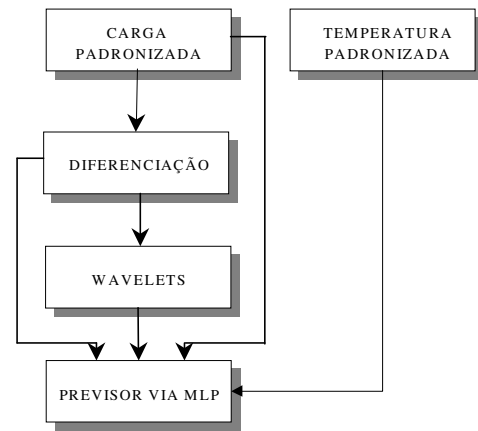 CARGA
PADRONIZADA
TEMPERATURA
PADRONIZADA
DIFERENCIAÇÃO
WAVELETS
PREVISOR VIA MLP